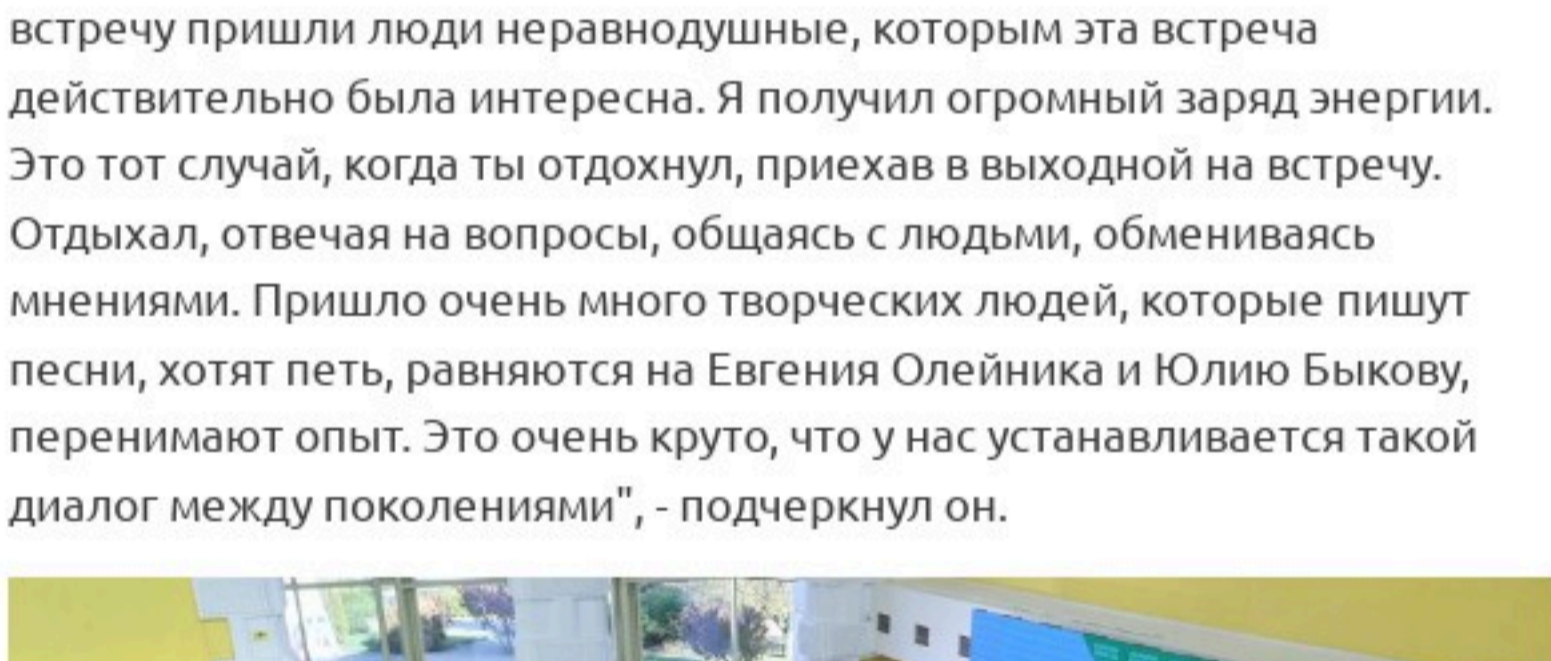 встречу пришли люди неравнодушные, которым эта встреча
действительно была интересна. Я получил огромный заряд энергии.
Это тот случай, когда ты отдохнул, приехав в выходной на встречу.
Отдыхал, отвечая на вопросы, общаясь с людьми, обмениваясь
мнениями. Пришло очень много творческих людей, которые пишут
песни, хотят петь, равняются на Евгения Олейника и Юлию Быкову,
перенимают опыт. Это очень круто, что у нас устанавливается такой
диалог между поколениями", - подчеркнул он.